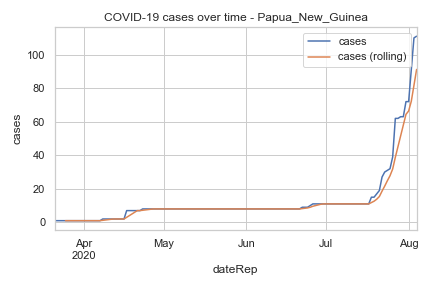 COVID-19 cases over time - Papua_New_Guinea
cases
cases (rolling)
cases
100
80
60
40
20
0
Apr
2020
May
Jun
Jul
Aug
dateRep